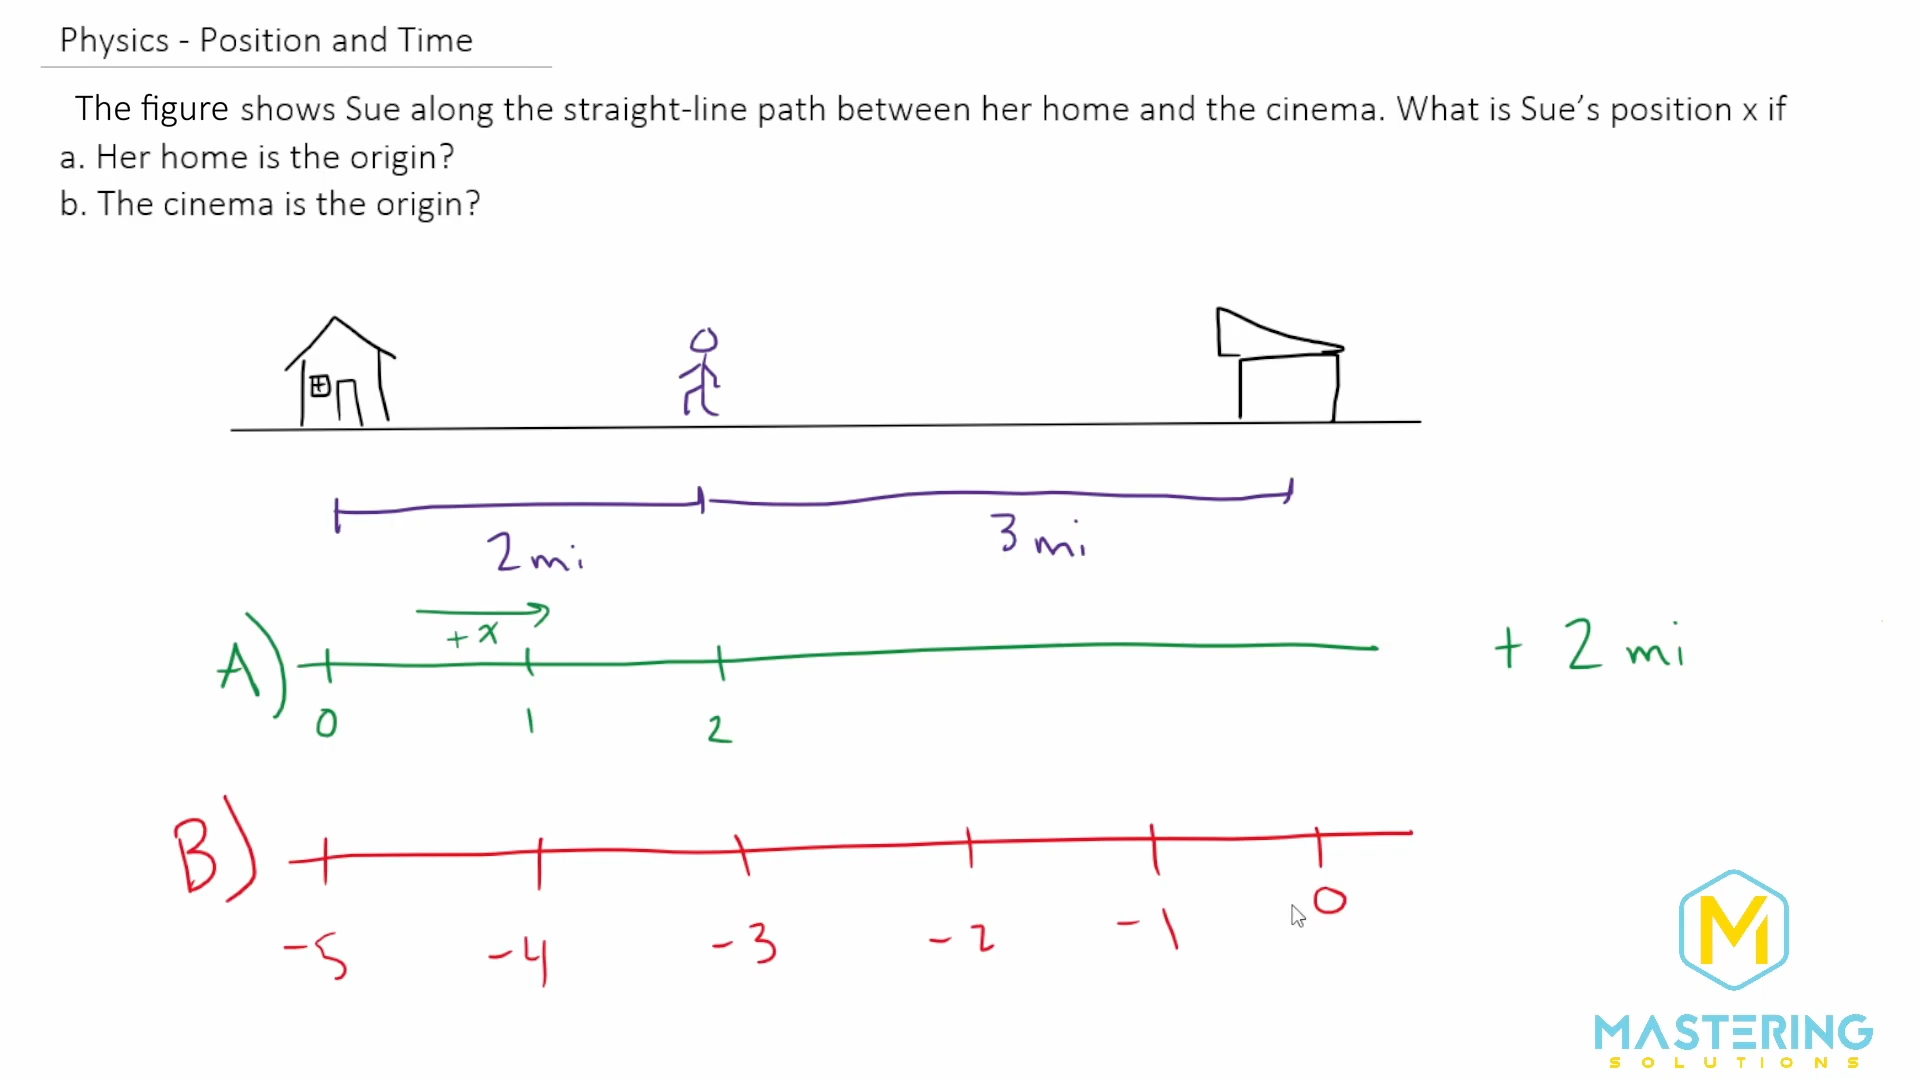 Physics - Position and Time
The figure shows Sue along the straight-line path between her home and the cinema. What is Sue’s position x if
a. Her home is the origin?
b. The cinema is the origin?
2 mi
3 mi
+ x
A)
+ 2 mi
0 1 2
B)
-5 -4 -3 -2 -1 0
M
MASTERING
SOLUTIONS